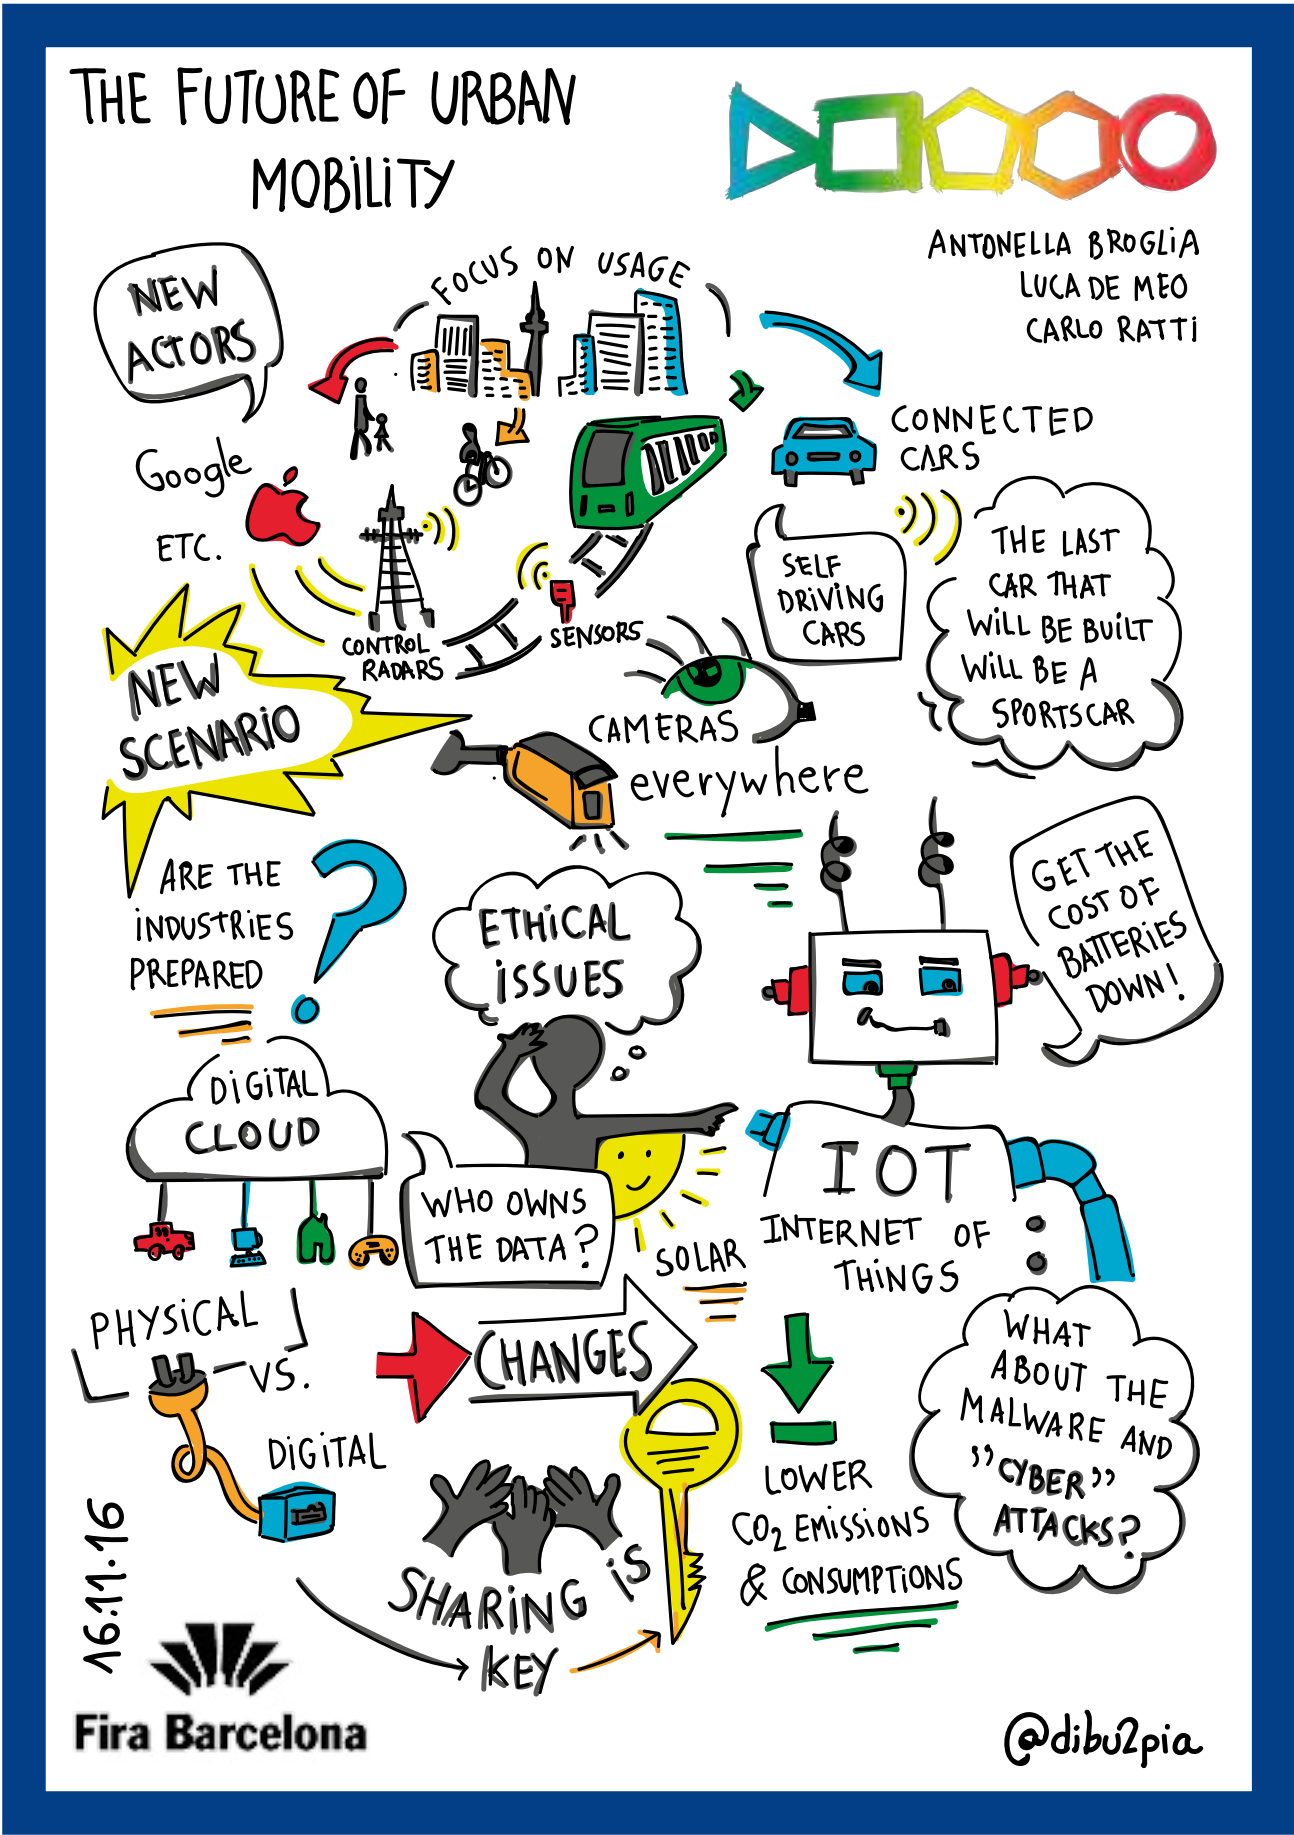 THE FUTURE OF URBAN
MOBILITY
ANTONELLA BROGLIA
LUCA DE MEO
CARLO RATTI
NEW
ACTORS
Google
ETC.
FOCUS ON USAGE
CONNECTED
CARS
SELF
DRIVING
CARS
THE LAST
CAR THAT
WILL BE BUILT
WILL BE A
SPORTSCAR
CONTROL
RADARS
SENSORS
NEW
SCENARIO
CAMERAS
everywhere
ARE THE
INDUSTRIES
PREPARED
?
ETHICAL
ISSUES
GET THE
COST OF
BATTERIES
DOWN!
DIGITAL
CLOUD
WHO OWNS
THE DATA?
SOLAR
IOT
INTERNET OF
THINGS
PHYSICAL
VS.
DIGITAL
CHANGES
WHAT
ABOUT THE
MALWARE AND
”CYBER”
ATTACKS?
LOWER
CO₂ EMISSIONS
& CONSUMPTIONS
SHARING IS
KEY
16.11.16
Fira Barcelona
@dibu2pia